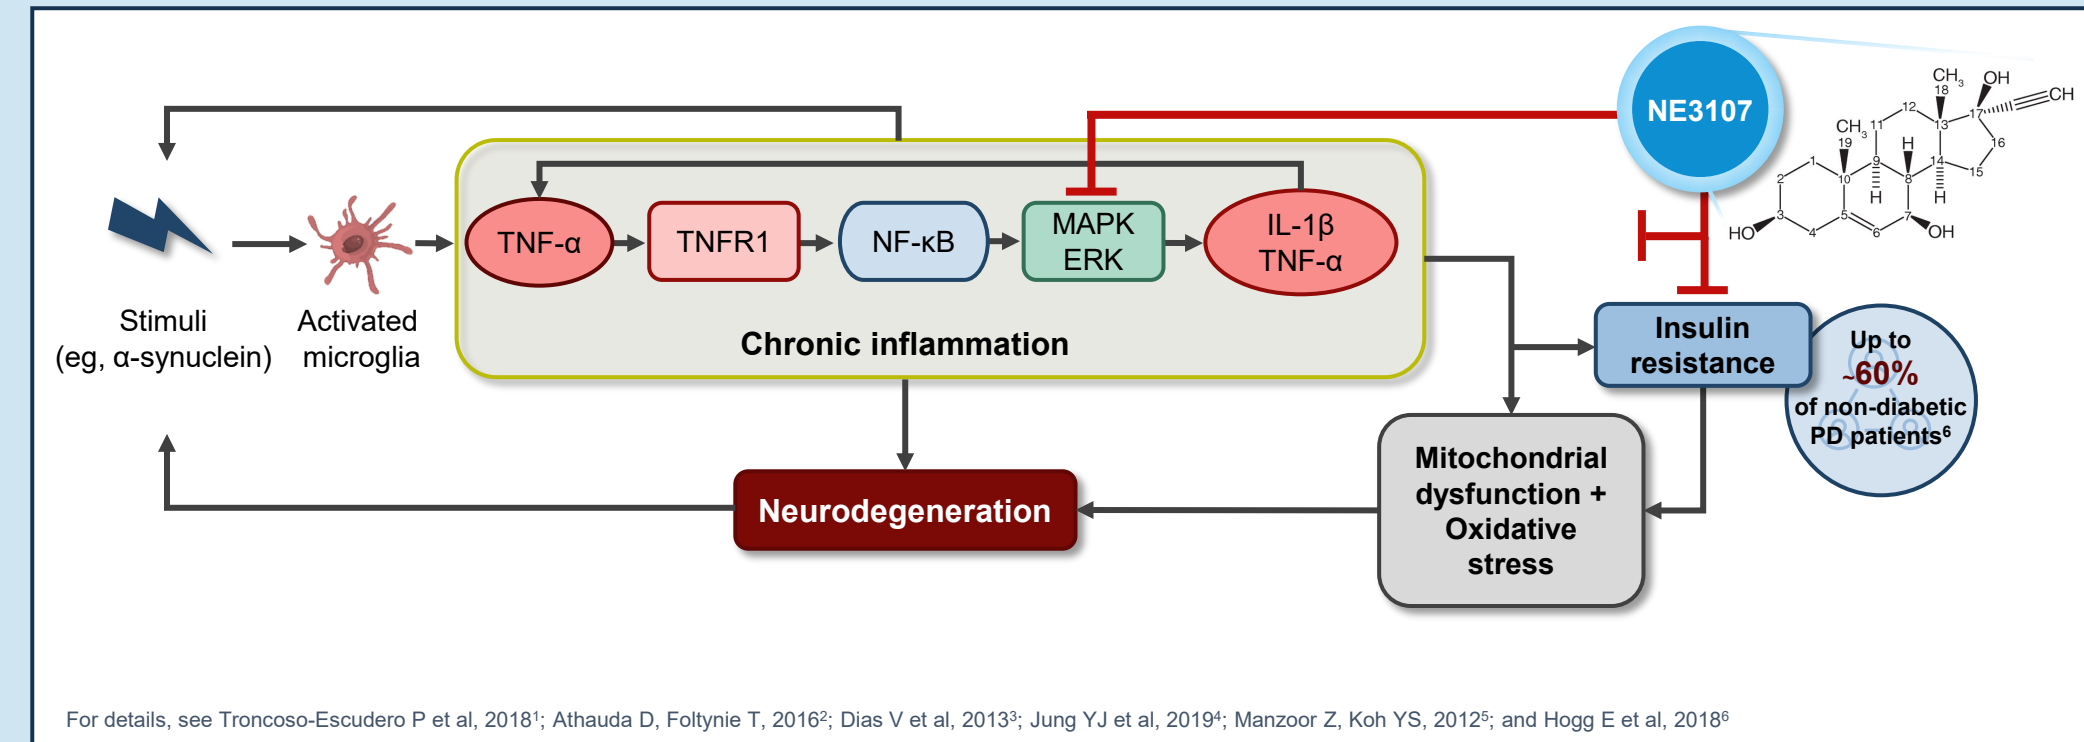 NE3107
CH3
18
OH
17
CH
12
11
13
CH3
19
H
16
1
9
14
15
2
10
8
H
H
3
5
7
HO
4
6
OH
TNF-α
TNFR1
NF-κB
MAPK
ERK
IL-1β
TNF-α
Stimuli
(eg, α-synuclein)
Activated
microglia
Chronic inflammation
Insulin
resistance
Up to
~60%
of non-diabetic
PD patients⁶
Mitochondrial
dysfunction +
Oxidative
stress
Neurodegeneration
For details, see Troncoso-Escudero P et al, 2018¹; Athauda D, Foltynie T, 2016²; Dias V et al, 2013³; Jung YJ et al, 2019⁴; Manzoor Z, Koh YS, 2012⁵; and Hogg E et al, 2018⁶